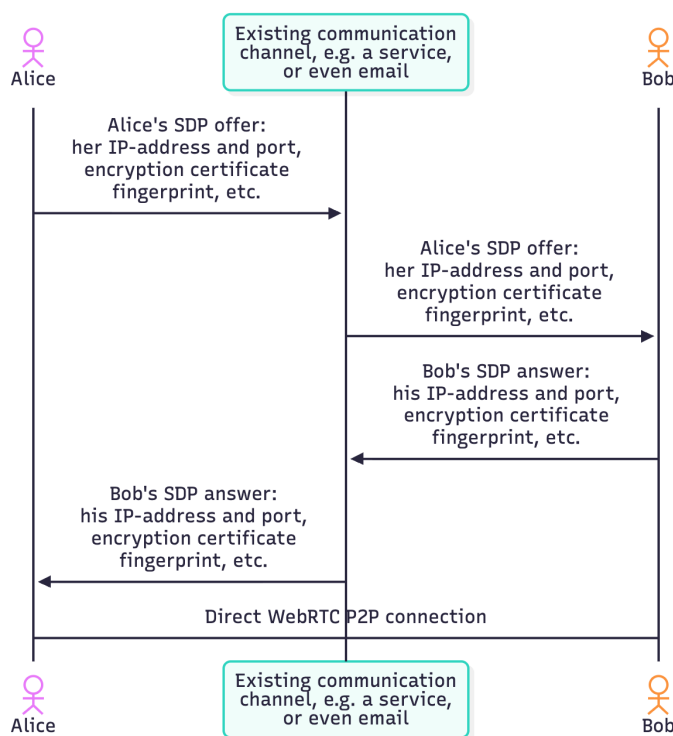 Existing communication
channel, e.g. a service,
or even email
Alice
Bob
Alice's SDP offer:
her IP-address and port,
encryption certificate
fingerprint, etc.
Alice's SDP offer:
her IP-address and port,
encryption certificate
fingerprint, etc.
Bob's SDP answer:
his IP-address and port,
encryption certificate
fingerprint, etc.
Bob's SDP answer:
his IP-address and port,
encryption certificate
fingerprint, etc.
Direct WebRTC P2P connection
Existing communication
channel, e.g. a service,
or even email
Alice
Bob